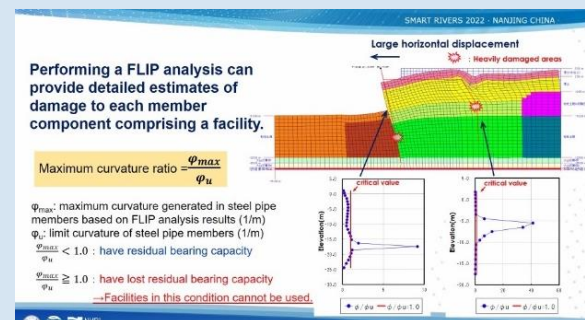 SMART RIVERS 2022 - NANJING CHINA
Large horizontal displacement
: Heavily damaged areas
Performing a FLIP analysis can
provide detailed estimates of
damage to each member
component comprising a facility.
Maximum curvature ratio = φmax/φu
φmax: maximum curvature generated in steel pipe
members based on FLIP analysis results (1/m)
φu: limit curvature of steel pipe members (1/m)
φmax/φu < 1.0 : have residual bearing capacity
φmax/φu ≧ 1.0 : have lost residual bearing capacity
→Facilities in this condition cannot be used.
critical value
critical value
Elevation(m)
Elevation(m)
φ/φu
φ/φu:1.0
φ/φu
φ/φu:1.0